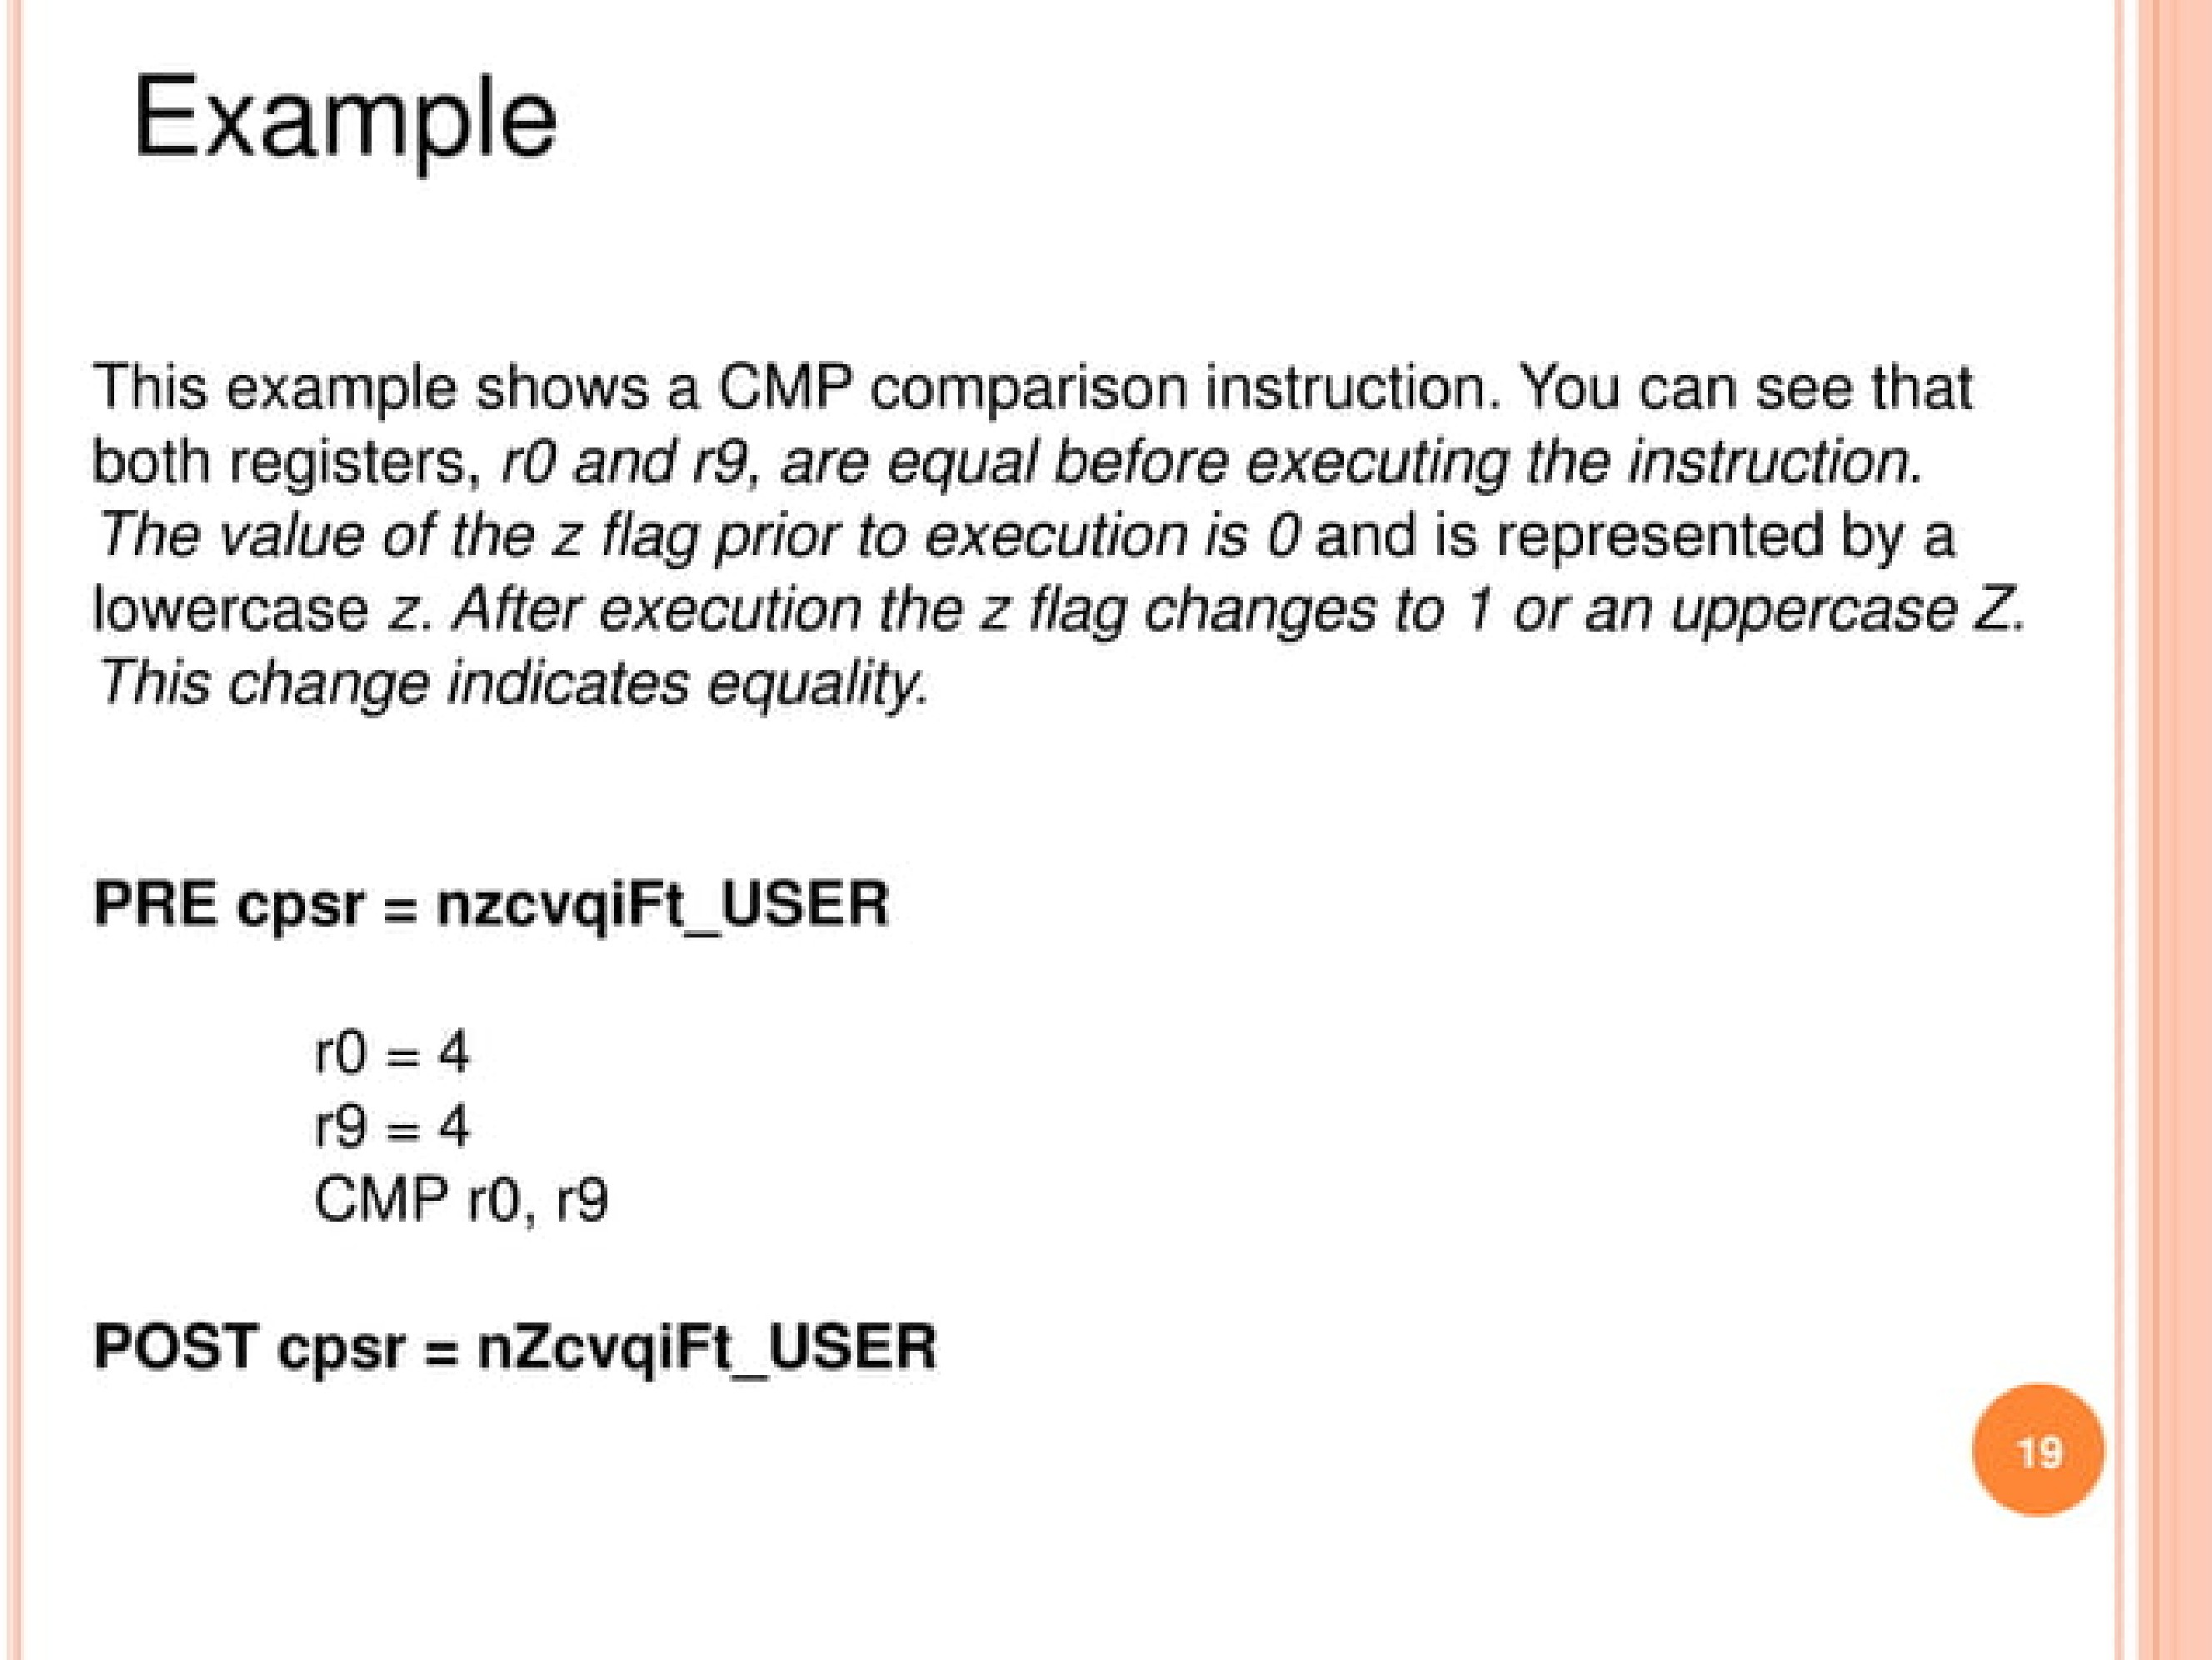 Example
This example shows a CMP comparison instruction. You can see that
both registers, r0 and r9, are equal before executing the instruction.
The value of the z flag prior to execution is 0 and is represented by a
lowercase z. After execution the z flag changes to 1 or an uppercase Z.
This change indicates equality.
PRE cpsr = nzcvqiFt_USER
r0 = 4
r9 = 4
CMP r0, r9
POST cpsr = nZcvqiFt_USER
19